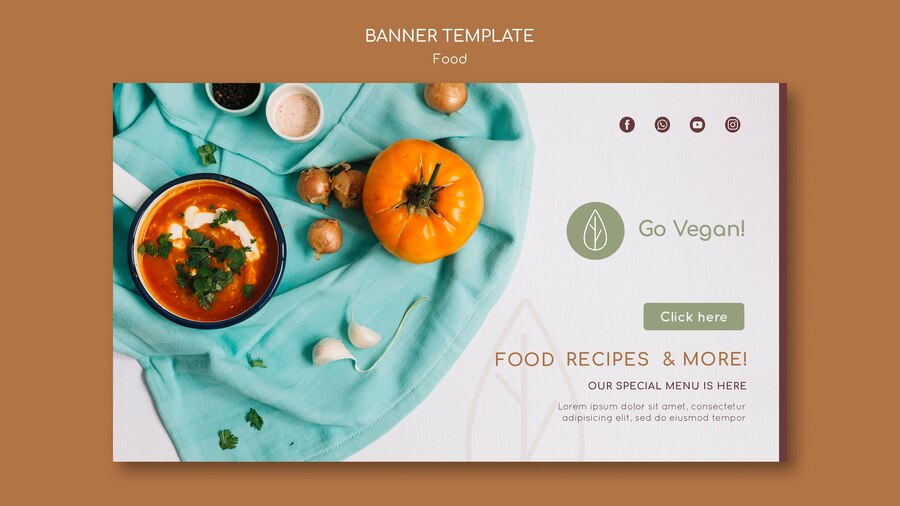 BANNER TEMPLATE
Food
Go Vegan!
Click here
FOOD RECIPES & MORE!
OUR SPECIAL MENU IS HERE
Lorem ipsum dolor sit amet, consectetur
adipisicing elit, sed do eiusmod tempor